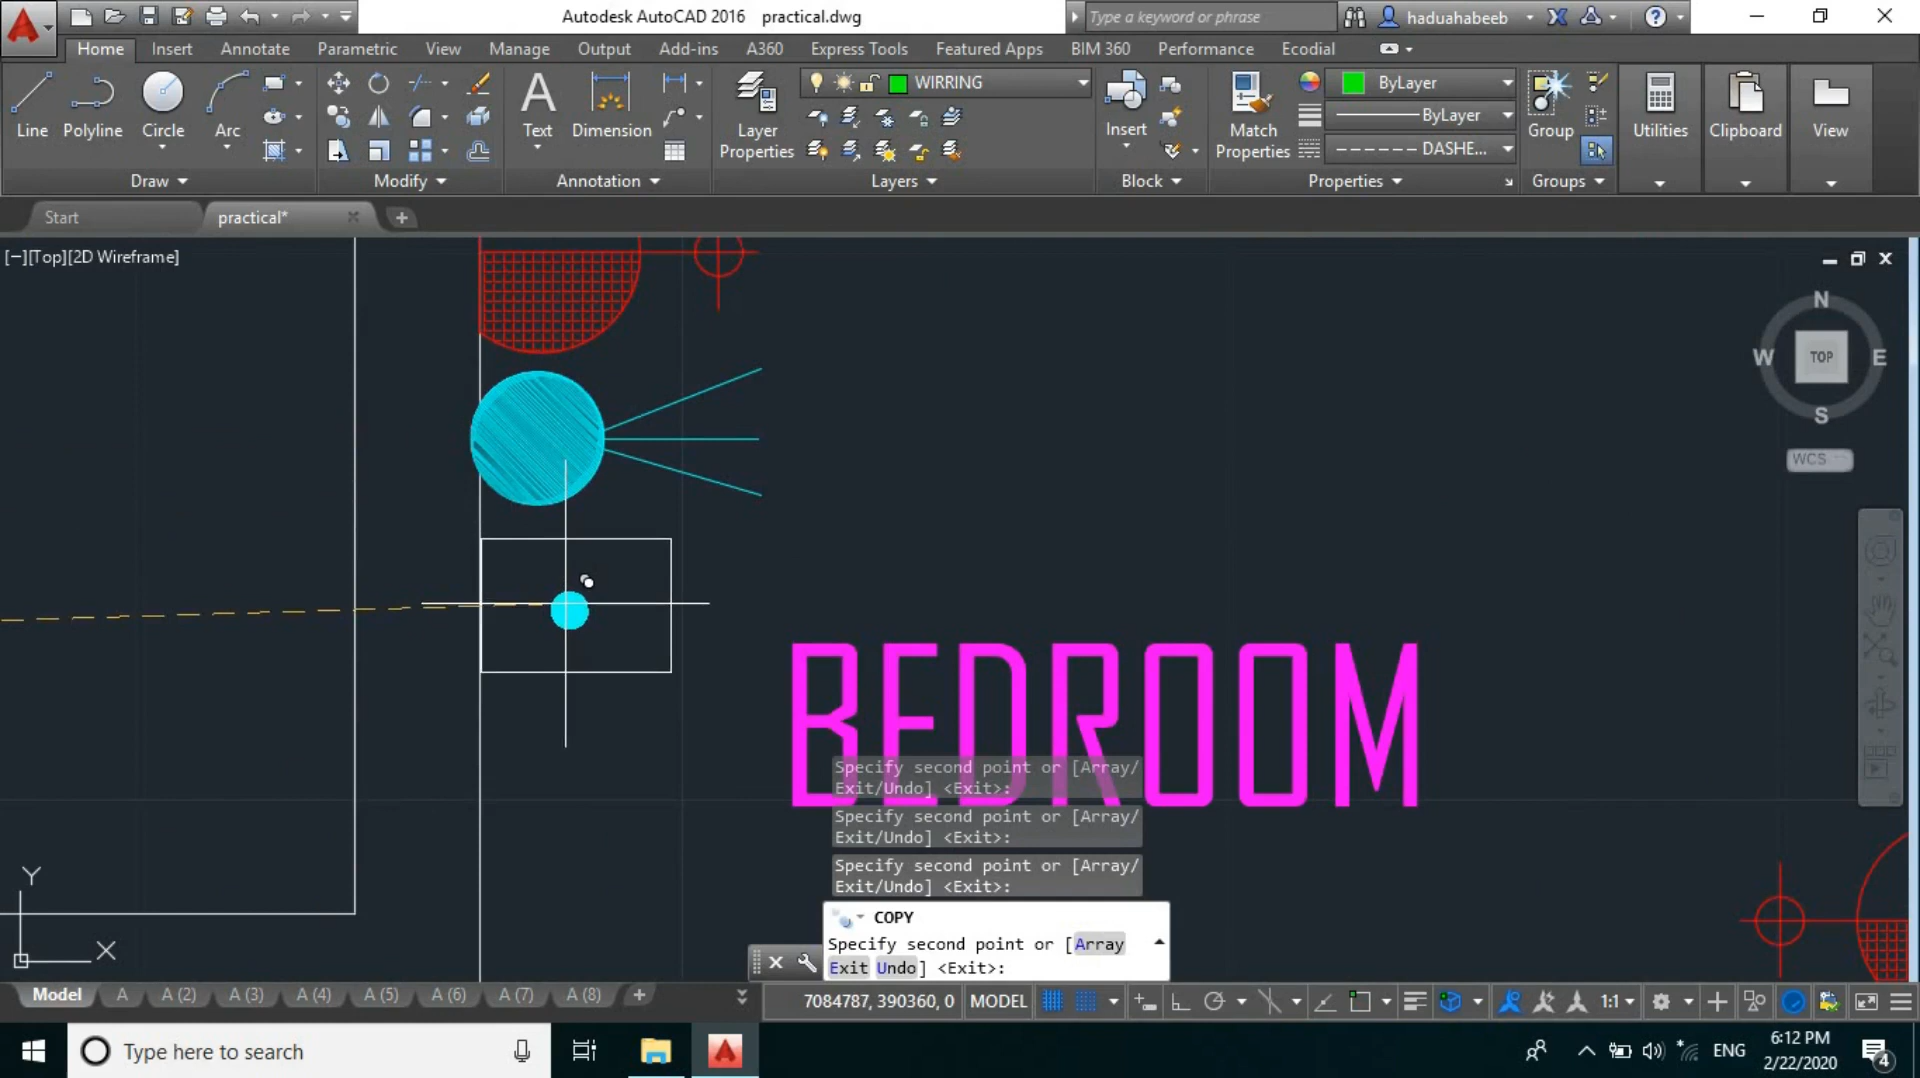 Autodesk AutoCAD 2016 practical.dwg
Type a keyword or phrase
haduahabeeb
Home Insert Annotate Parametric View Manage Output Add-ins A360 Express Tools Featured Apps BIM 360 Performance Ecodial
WIRRING
ByLayer
ByLayer
DASHE...
Line Polyline Circle Arc
Text Dimension
Layer Properties
Insert
Match Properties
Group Utilities Clipboard View
Draw Modify Annotation Layers Block Properties Groups
Start practical*
[−][Top][2D Wireframe]
N
W TOP E
S
WCS
BEDROOM
Specify second point or [Array/
Exit/Undo] <Exit>:
Specify second point or [Array/
Exit/Undo] <Exit>:
Specify second point or [Array/
Exit/Undo] <Exit>:
Y
X
COPY
Specify second point or [Array
Exit Undo] <Exit>:
Model A A (2) A (3) A (4) A (5) A (6) A (7) A (8)
7084787, 390360, 0 MODEL 1:1
Type here to search
ENG
6:12 PM
2/22/2020
4